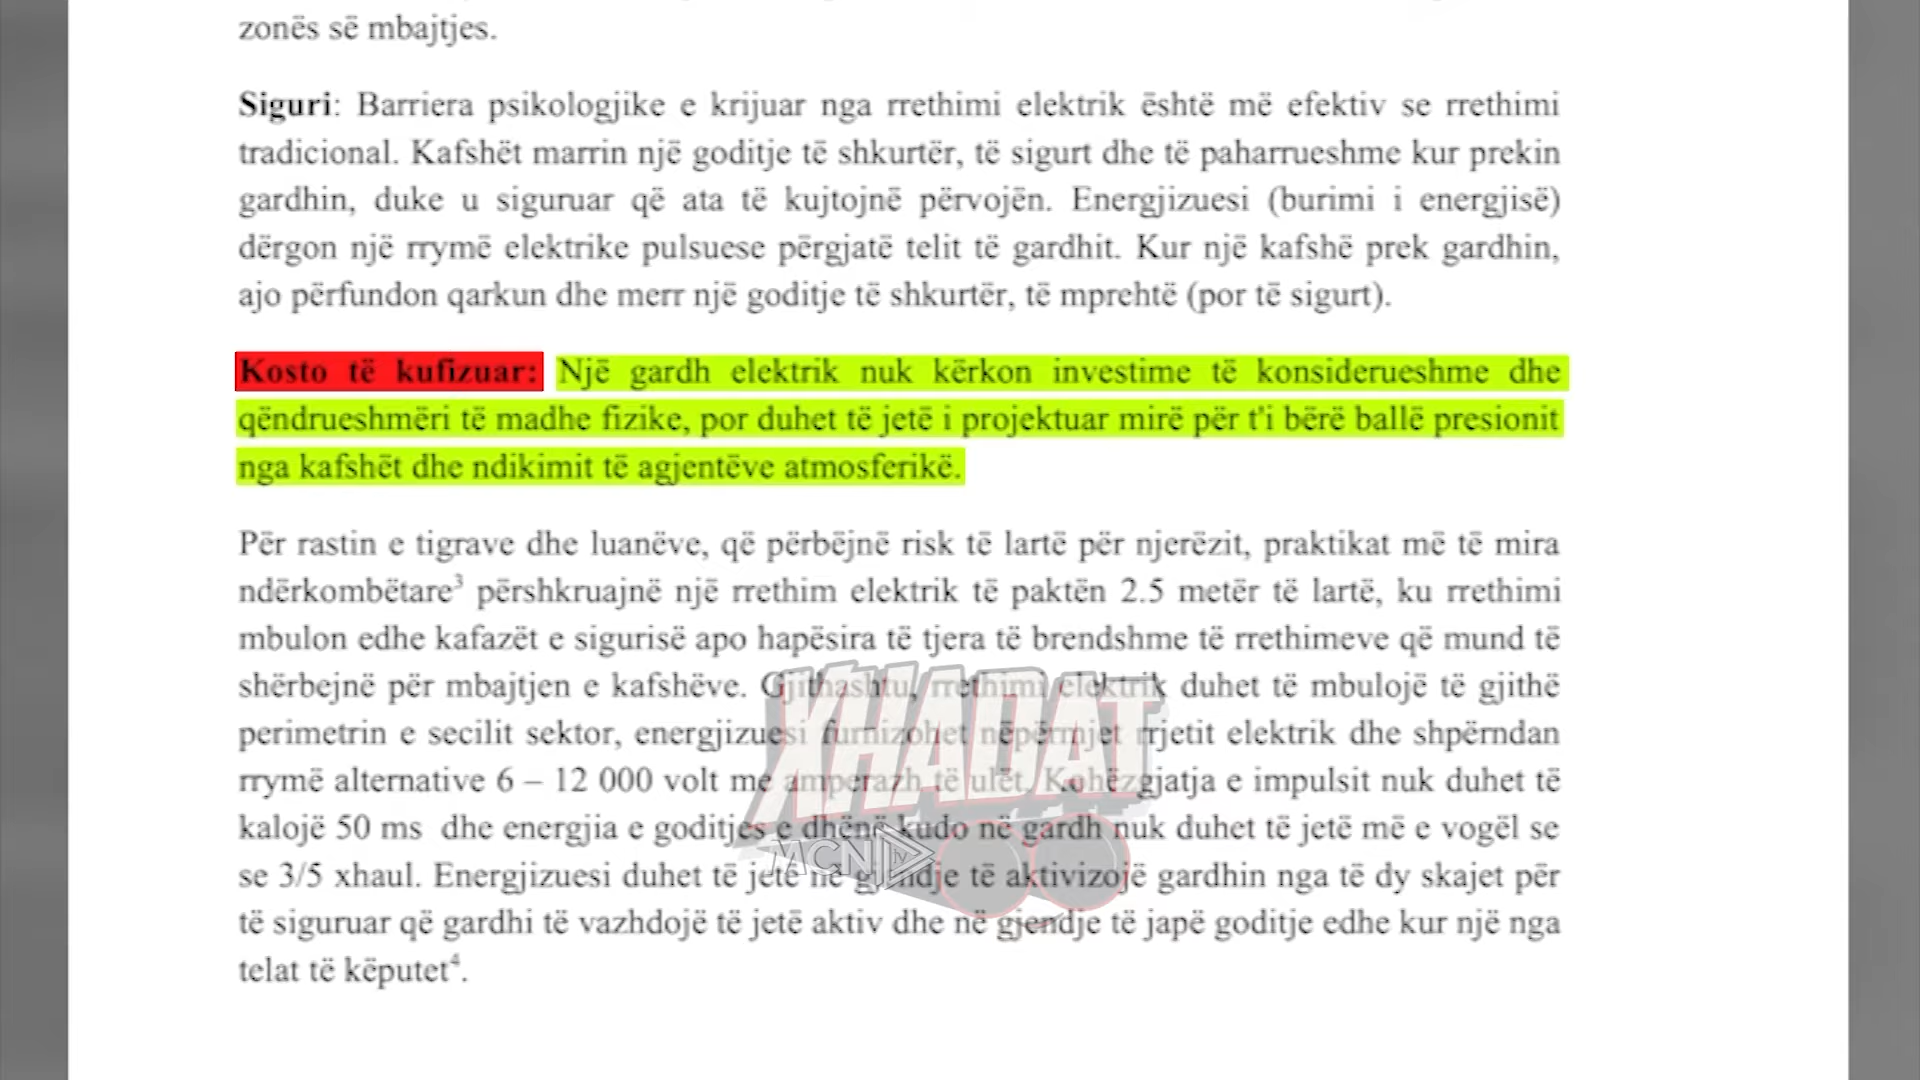 zonës së mbajtjes.
Siguri: Barriera psikologjike e krijuar nga rrethimi elektrik është më efektiv se rrethimi
tradicional. Kafshët marrin një goditje të shkurtër, të sigurt dhe të paharrueshme kur prekin
gardhin, duke u siguruar që ata të kujtojnë përvojën. Energjizuesi (burimi i energjisë)
dërgon një rrymë elektrike pulsuese përgjatë telit të gardhit. Kur një kafshë prek gardhin,
ajo përfundon qarkun dhe merr një goditje të shkurtër, të mprehtë (por të sigurt).
Kosto të kufizuar: Një gardh elektrik nuk kërkon investime të konsiderueshme dhe
qëndrueshmëri të madhe fizike, por duhet të jetë i projektuar mirë për t'i bërë ballë presionit
nga kafshët dhe ndikimit të agjentëve atmosferikë.
Për rastin e tigrave dhe luanëve, që përbëjnë risk të lartë për njerëzit, praktikat më të mira
ndërkombëtare³ përshkruajnë një rrethim elektrik të paktën 2.5 metër të lartë, ku rrethimi
mbulon edhe kafazët e sigurisë apo hapësira të tjera të brendshme të rrethimeve që mund të
shërbejnë për mbajtjen e kafshëve. Gjithashtu, rrethimi elektrik duhet të mbulojë të gjithë
perimetrin e secilit sektor, energjizuesi furnizohet nëpërmjet rrjetit elektrik dhe shpërndan
rrymë alternative 6 – 12 000 volt me amperazh të ulët. Kohëzgjatja e impulsit nuk duhet të
kalojë 50 ms dhe energjia e goditjes e dhënë kudo në gardh nuk duhet të jetë më e vogël se
se 3/5 xhaul. Energjizuesi duhet të jetë në gjendje të aktivizojë gardhin nga të dy skajet për
të siguruar që gardhi të vazhdojë të jetë aktiv dhe në gjendje të japë goditje edhe kur një nga
telat të këputet⁴.
XHADAT
MCN tv